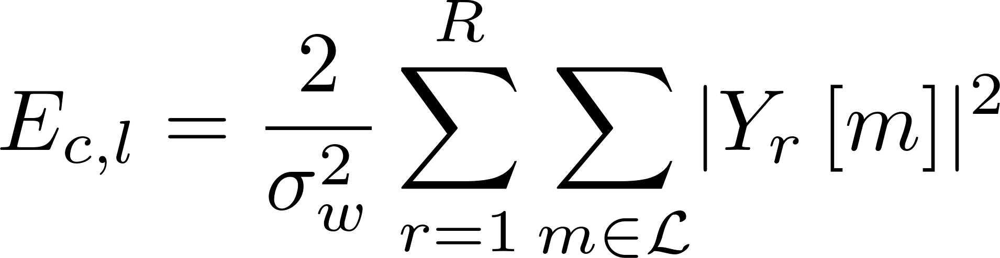 E_{c,l} = \frac{2}{\sigma_w^2} \sum_{r=1}^{R} \sum_{m \in \mathcal{L}} |Y_r [m]|^2